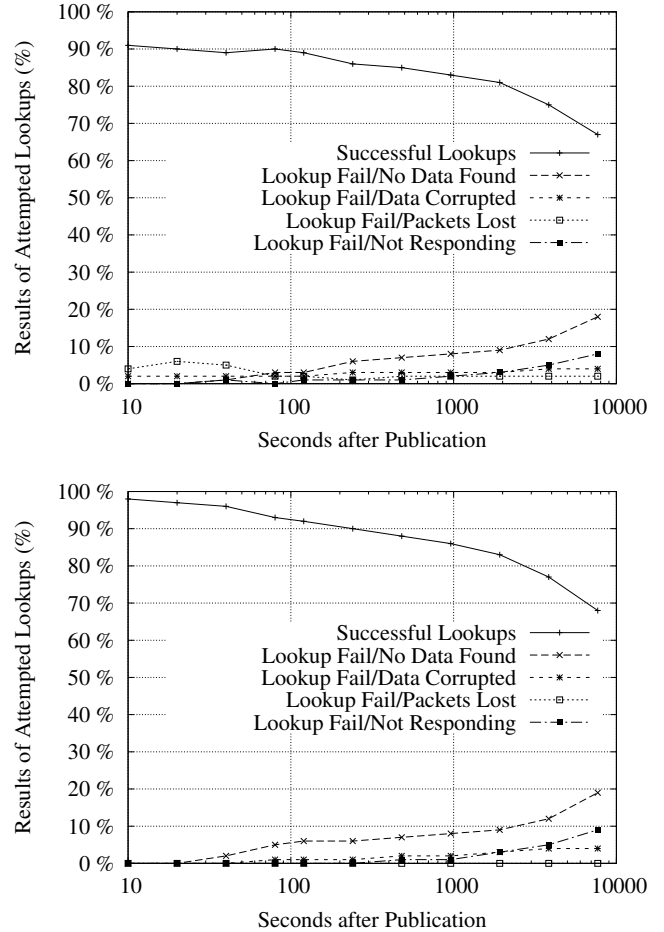 100 %
90 %
80 %
70 %
60 %
50 %
40 %
30 %
20 %
10 %
0 %
Results of Attempted Lookups (%)
Successful Lookups
Lookup Fail/No Data Found
Lookup Fail/Data Corrupted
Lookup Fail/Packets Lost
Lookup Fail/Not Responding
10
100
1000
10000
Seconds after Publication
100 %
90 %
80 %
70 %
60 %
50 %
40 %
30 %
20 %
10 %
0 %
Results of Attempted Lookups (%)
Successful Lookups
Lookup Fail/No Data Found
Lookup Fail/Data Corrupted
Lookup Fail/Packets Lost
Lookup Fail/Not Responding
10
100
1000
10000
Seconds after Publication